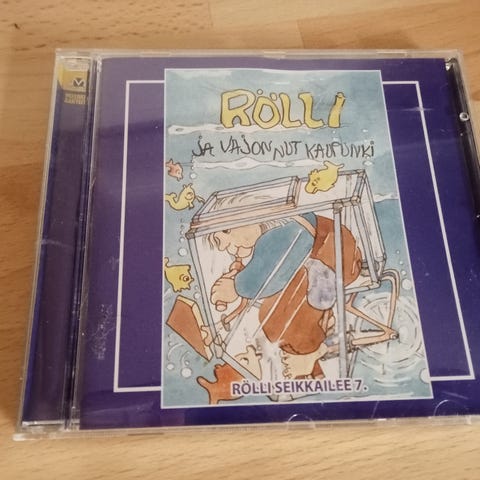 RÖLLI
JA VAJONNUT KAUPUNKI
RÖLLI SEIKKAILEE 7.